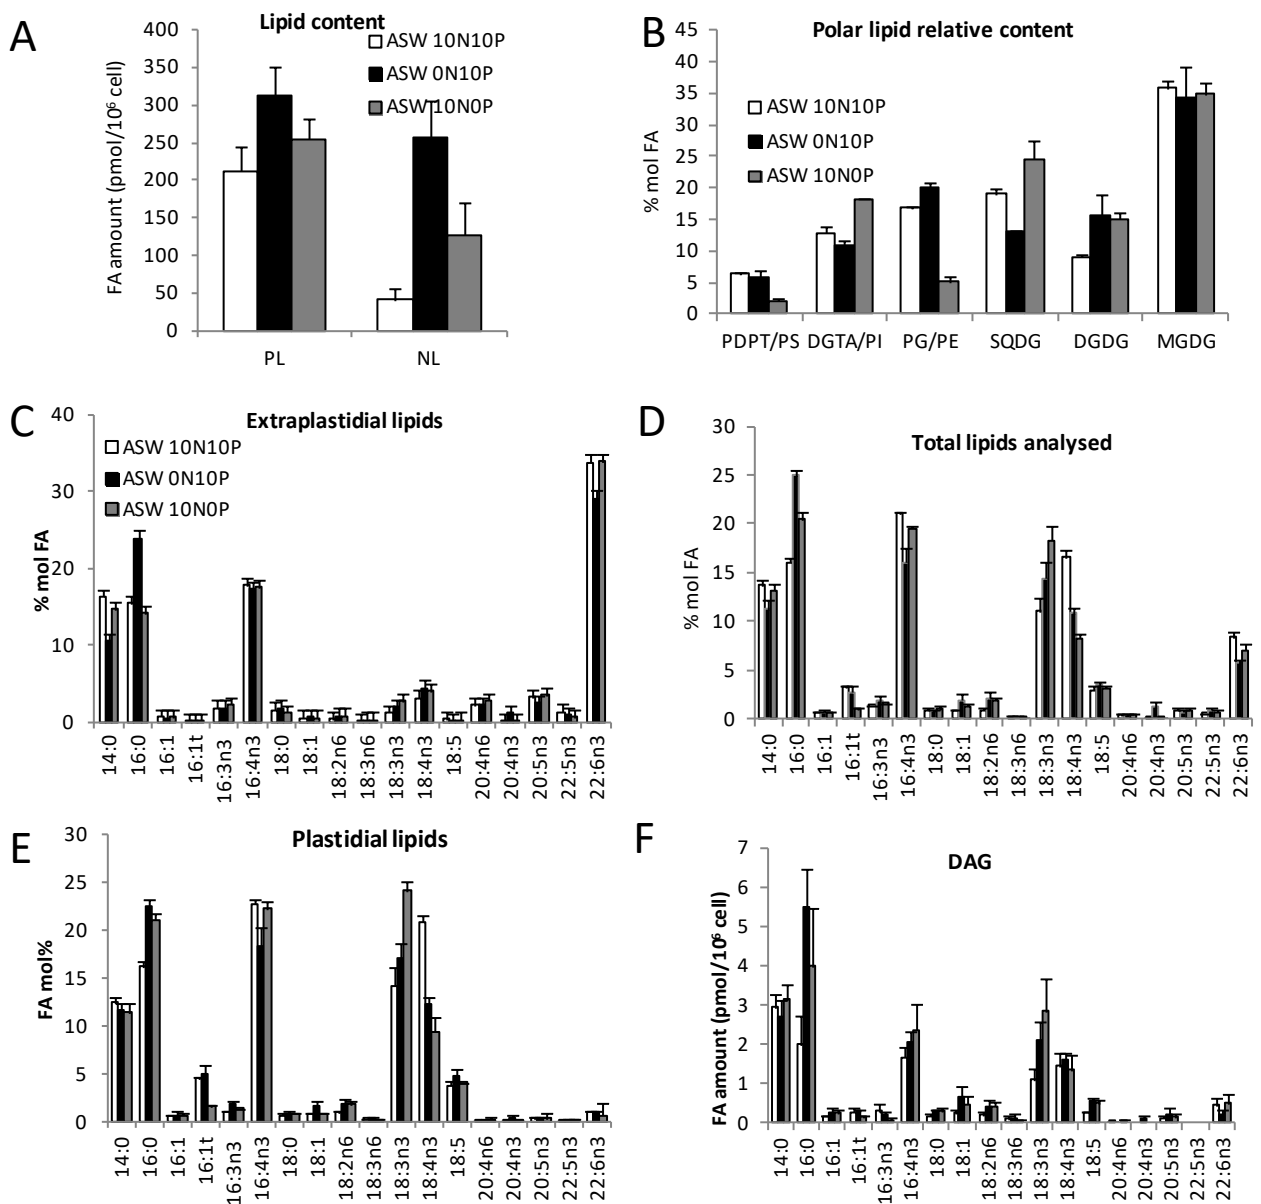 A
Lipid content
FA amount (pmol/10⁶ cell)
400
350
300
250
200
150
100
50
0
ASW 10N10P
ASW 0N10P
ASW 10N0P
PL NL
B
Polar lipid relative content
% mol FA
45
40
35
30
25
20
15
10
5
0
ASW 10N10P
ASW 0N10P
ASW 10N0P
PDPT/PS DGTA/PI PG/PE SQDG DGDG MGDG
C
Extraplastidial lipids
% mol FA
40
30
20
10
0
ASW 10N10P
ASW 0N10P
ASW 10N0P
14:0
16:0
16:1
16:1t
16:3n3
16:4n3
18:0
18:1
18:2n6
18:3n6
18:3n3
18:4n3
18:5
20:4n6
20:4n3
20:5n3
22:5n3
22:6n3
D
Total lipids analysed
% mol FA
30
25
20
15
10
5
0
14:0
16:0
16:1
16:1t
16:3n3
16:4n3
18:0
18:1
18:2n6
18:3n6
18:3n3
18:4n3
18:5
20:4n6
20:4n3
20:5n3
22:5n3
22:6n3
E
Plastidial lipids
FA mol%
30
25
20
15
10
5
0
14:0
16:0
16:1
16:1t
16:3n3
16:4n3
18:0
18:1
18:2n6
18:3n6
18:3n3
18:4n3
18:5
20:4n6
20:4n3
20:5n3
22:5n3
22:6n3
F
DAG
FA amount (pmol/10⁶ cell)
7
6
5
4
3
2
1
0
14:0
16:0
16:1
16:1t
16:3n3
16:4n3
18:0
18:1
18:2n6
18:3n6
18:3n3
18:4n3
18:5
20:4n6
20:4n3
20:5n3
22:5n3
22:6n3